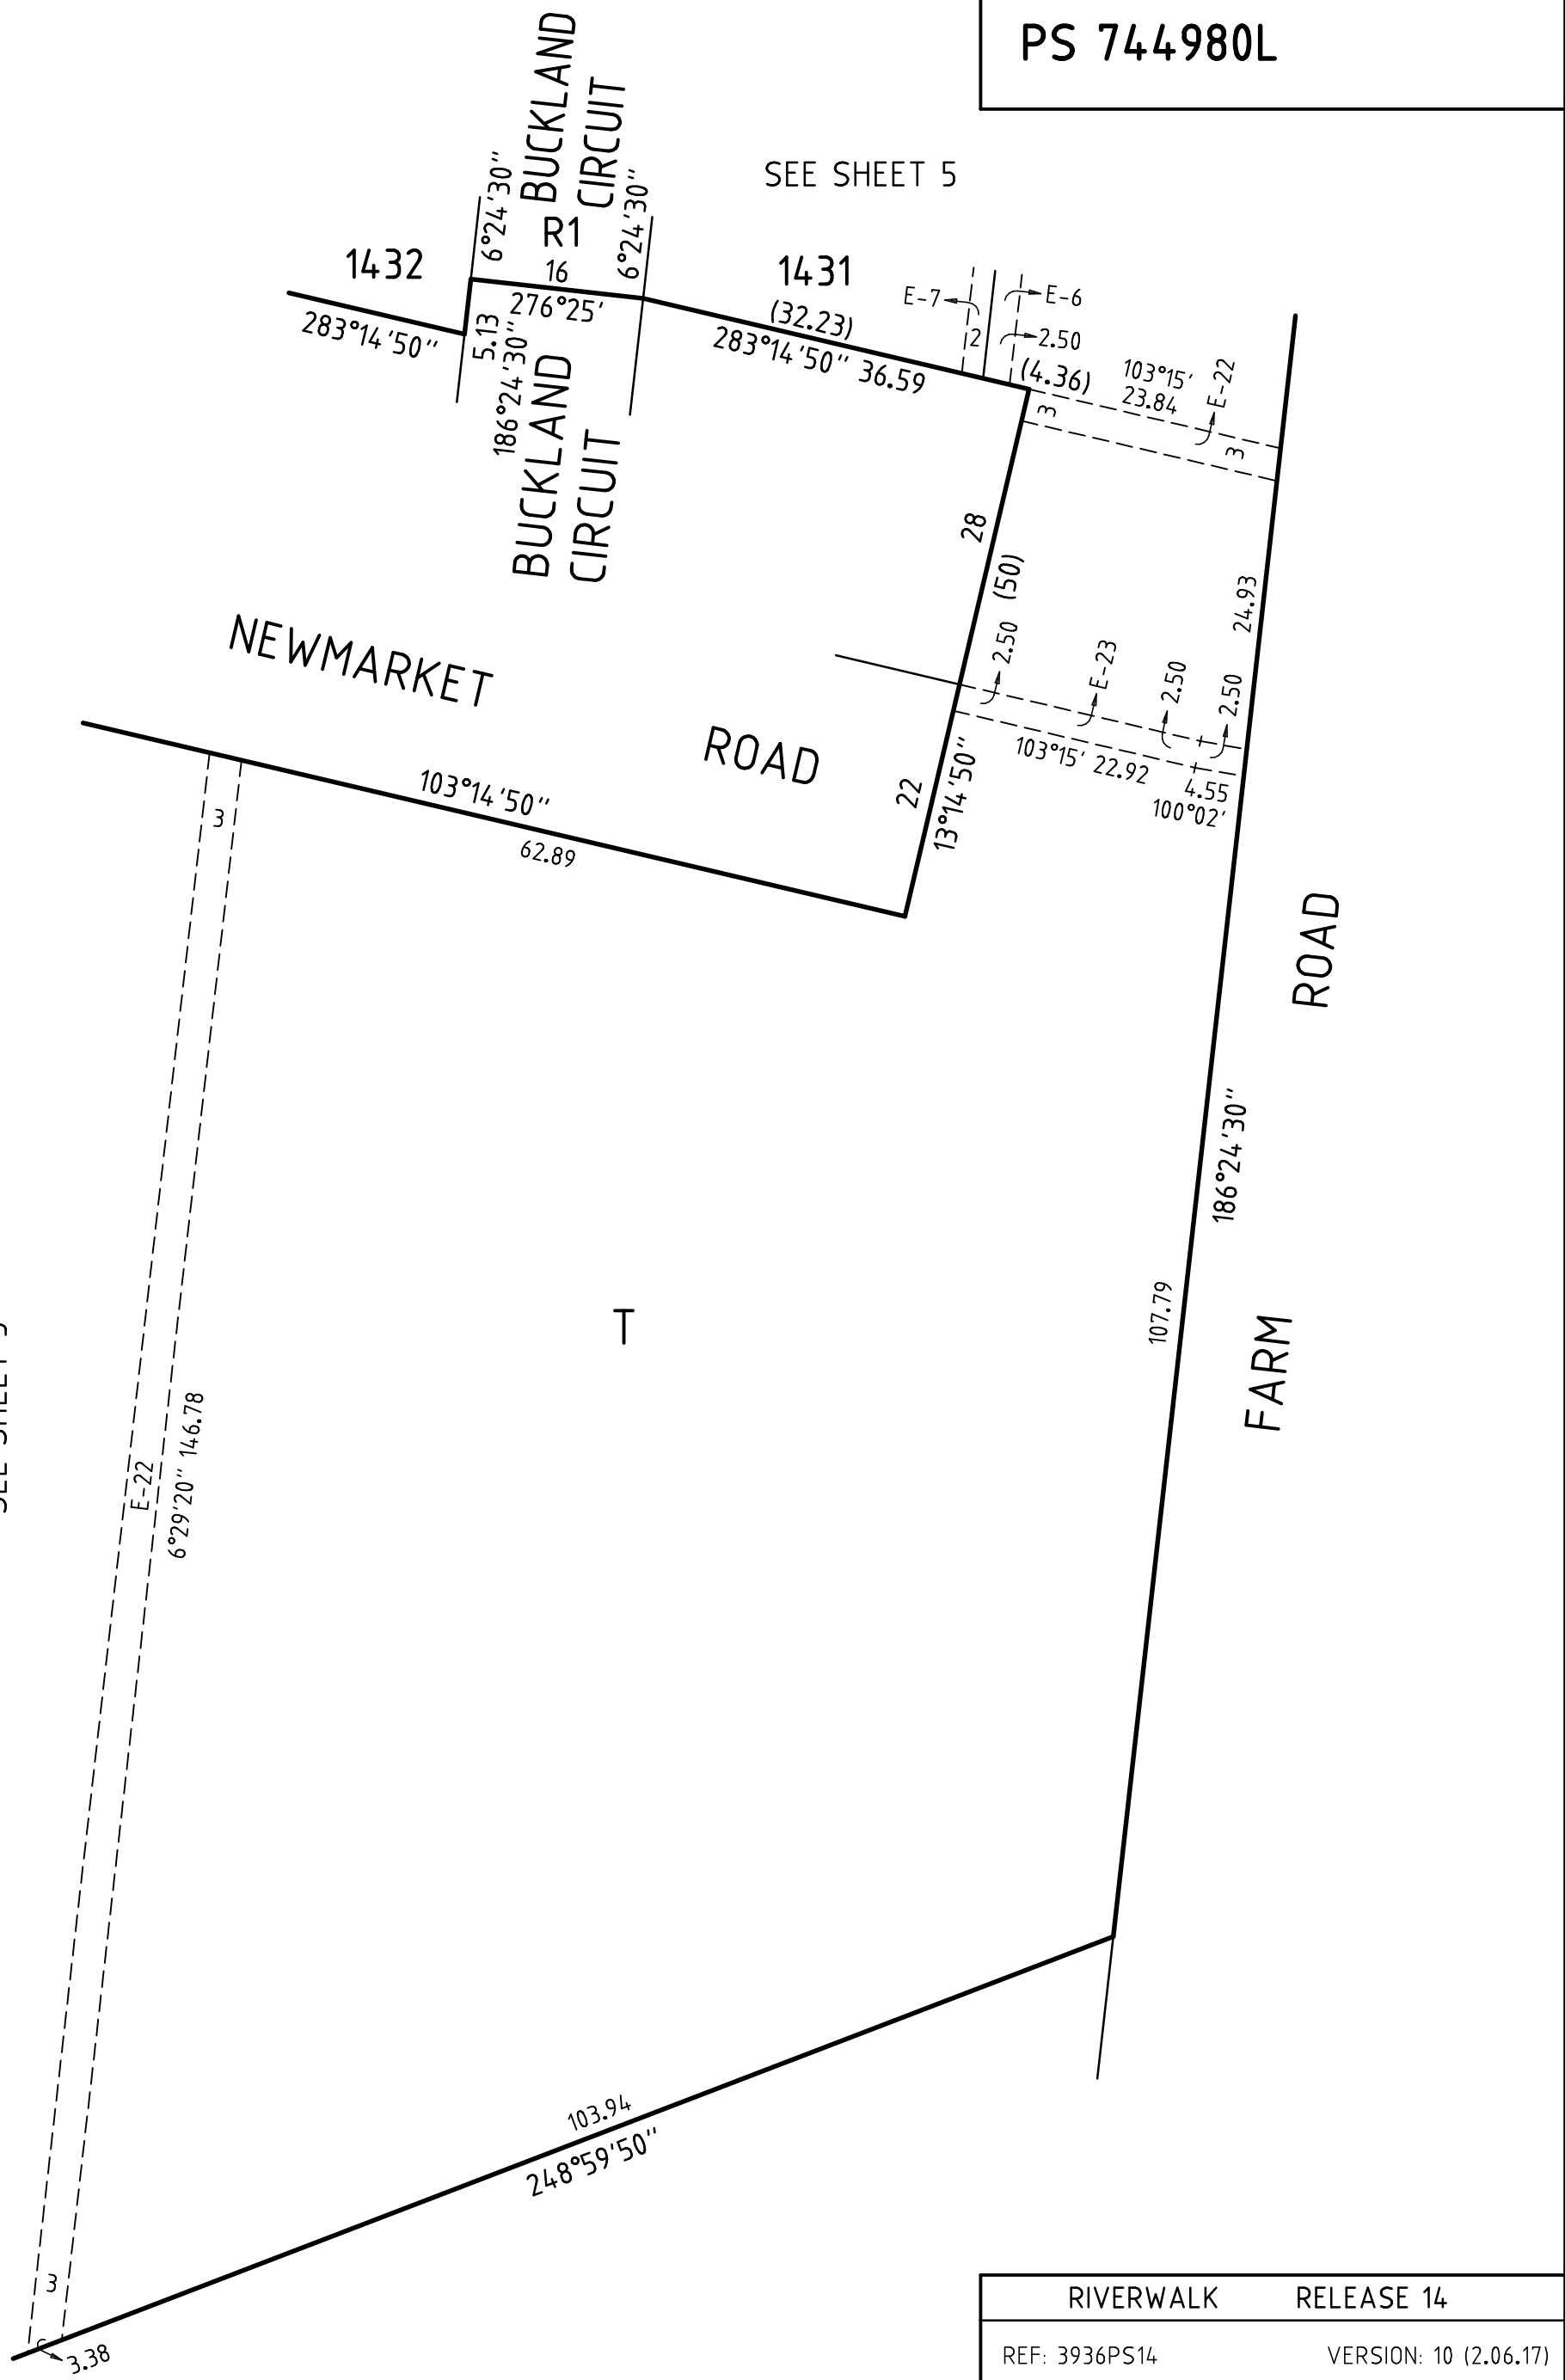 PS 744980L
BUCKLAND
CIRCUIT
SEE SHEET 5
6°24'30"
6°24'30"
R1
1432
16
1431
276°25'
(32.23)
E-7
E-6
283°14'50"
5.13
186°24'30"
283°14'50" 36.59
2
2.50
(4.36)
103°15'
23.84
E-22
3
3
BUCKLAND
CIRCUIT
28
(50)
24.93
NEWMARKET
ROAD
2.50
E-23
2.50
2.50
103°15' 22.92
4.55
100°02'
22
13°14'50"
103°14'50"
62.89
3
ROAD
186°24'30"
107.79
FARM
T
E-22
6°29'20" 146.78
103.94
248°59'50"
3
3.38
RIVERWALK RELEASE 14
REF: 3936PS14 VERSION: 10 (2.06.17)